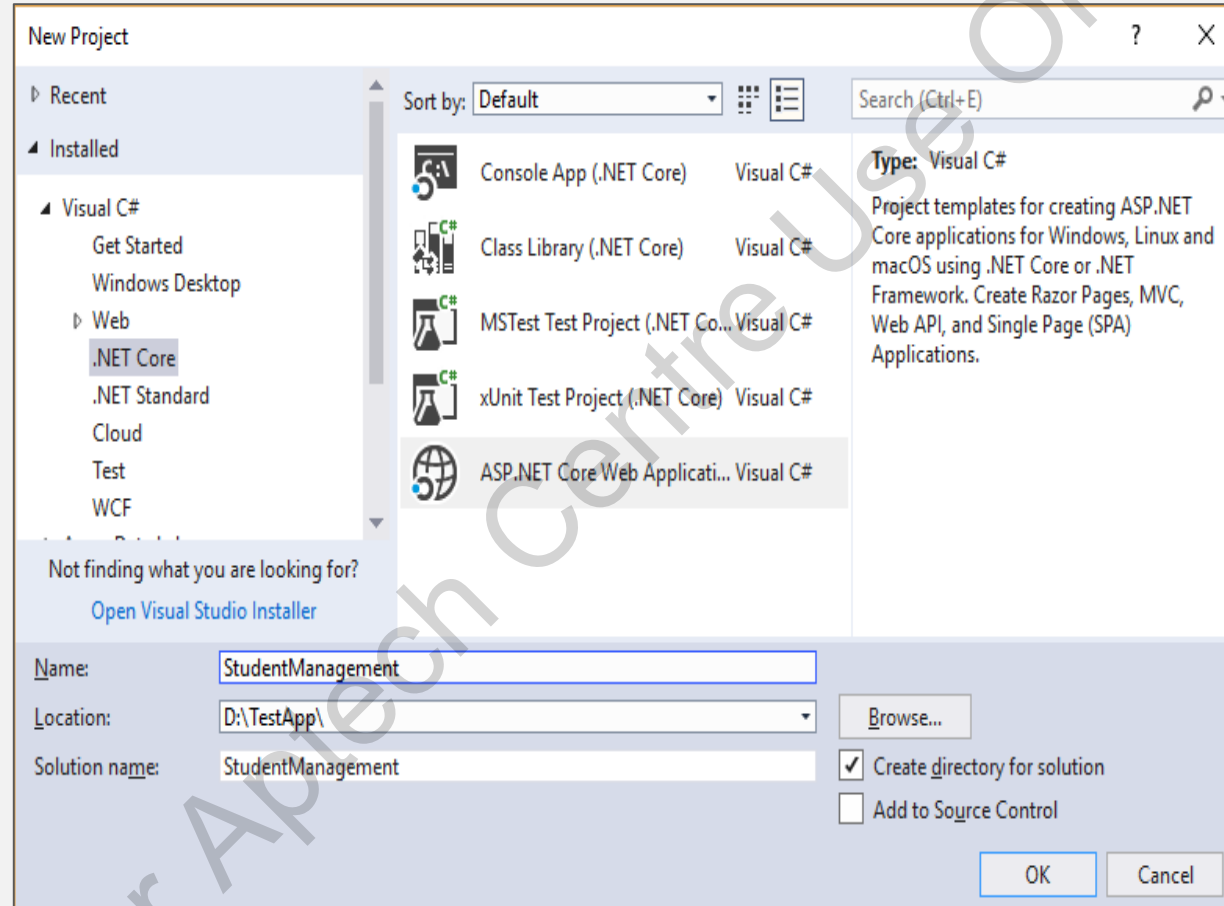 New Project
?
Recent
Installed
Visual C#
Get Started
Windows Desktop
Web
.NET Core
.NET Standard
Cloud
Test
WCF
Not finding what you are looking for?
Open Visual Studio Installer
Sort by: Default
Console App (.NET Core) Visual C#
Class Library (.NET Core) Visual C#
MSTest Test Project (.NET Co... Visual C#
xUnit Test Project (.NET Core) Visual C#
ASP.NET Core Web Applicati... Visual C#
Search (Ctrl+E)
Type: Visual C#
Project templates for creating ASP.NET
Core applications for Windows, Linux and
macOS using .NET Core or .NET
Framework. Create Razor Pages, MVC,
Web API, and Single Page (SPA)
Applications.
Name: StudentManagement
Location: D:\TestApp\
Browse...
Solution name: StudentManagement
Create directory for solution
Add to Source Control
OK Cancel
Aptech Centre Use